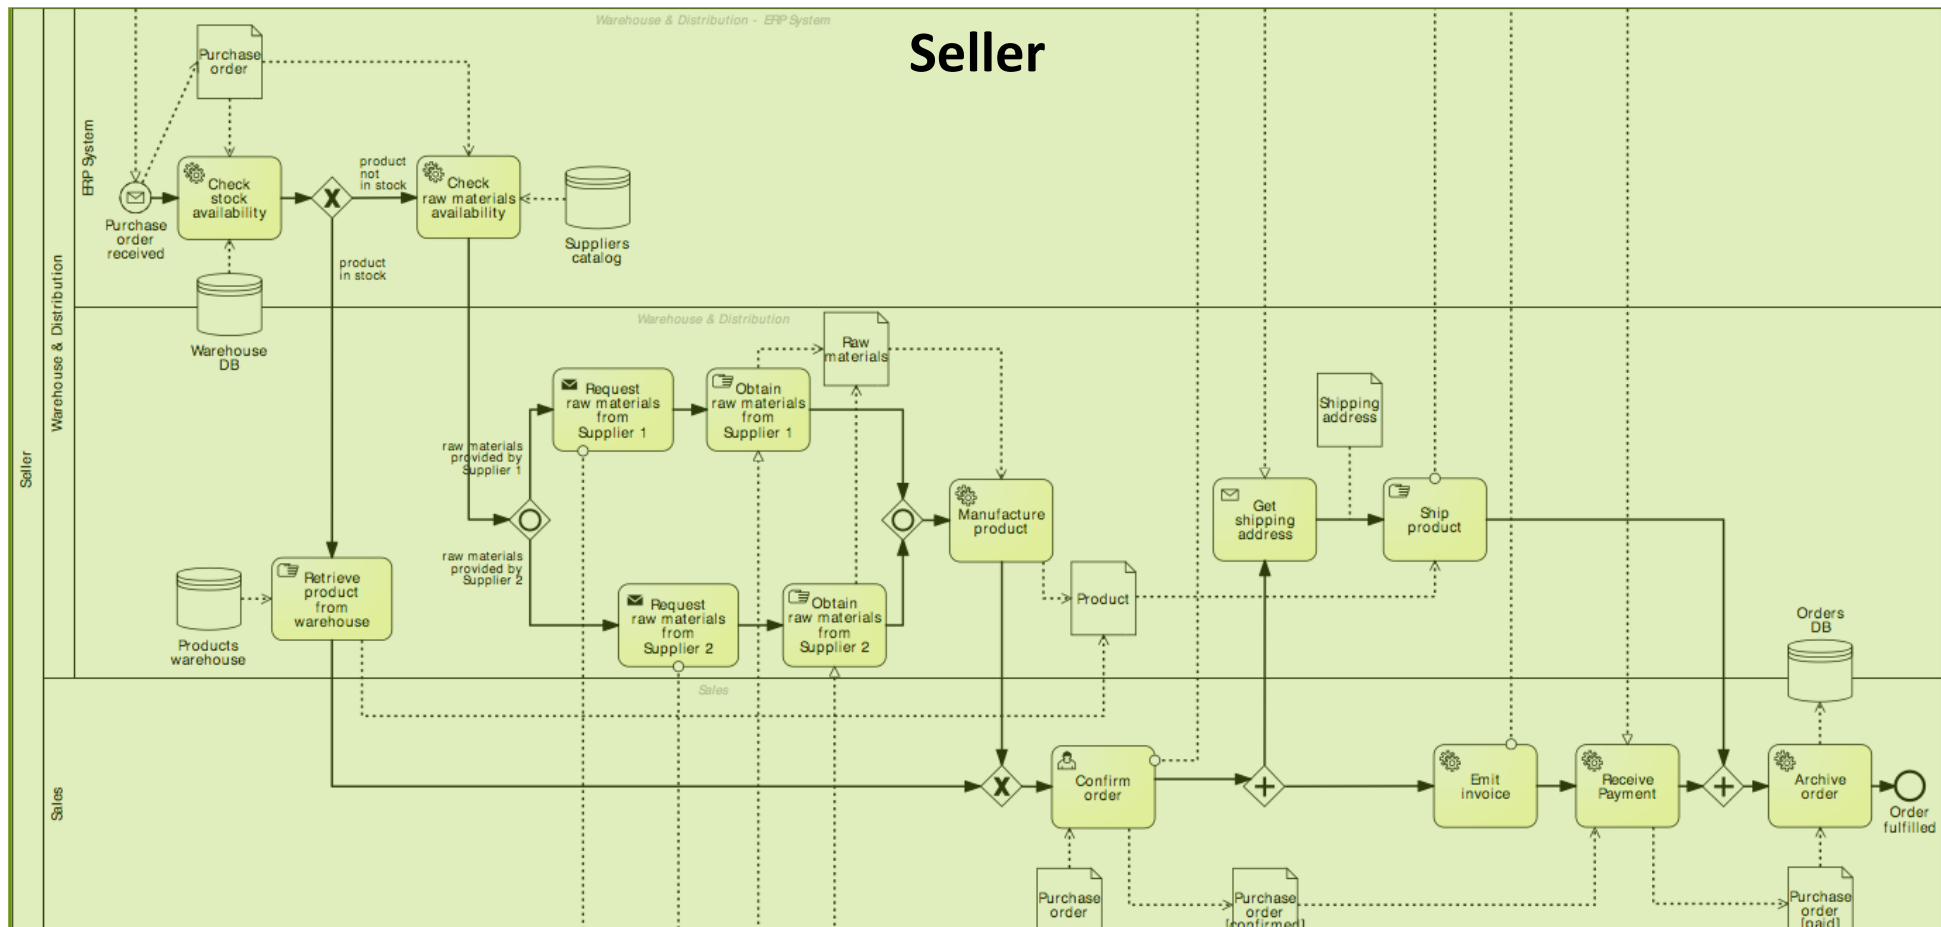 Warehouse & Distribution - ERP System
Seller
Purchase
order
ERP System
Purchase
order
received
Check
stock
availability
product
not
in stock
Check
raw materials
availability
Suppliers
catalog
product
in stock
Warehouse
DB
Warehouse & Distribution
Seller
Warehouse & Distribution
Raw
materials
Request
raw materials
from
Supplier 1
Obtain
raw materials
from
Supplier 1
raw materials
provided by
Supplier 1
Shipping
address
Manufacture
product
Get
shipping
address
Ship
product
raw materials
provided by
Supplier 2
Retrieve
product
from
warehouse
Products
warehouse
Request
raw materials
from
Supplier 2
Obtain
raw materials
from
Supplier 2
Product
Orders
DB
Sales
Sales
X
X
Confirm
order
Emit
invoice
Receive
Payment
Archive
order
Order
fulfilled
Purchase
order
Purchase
order
[confirmed]
Purchase
order
[paid]